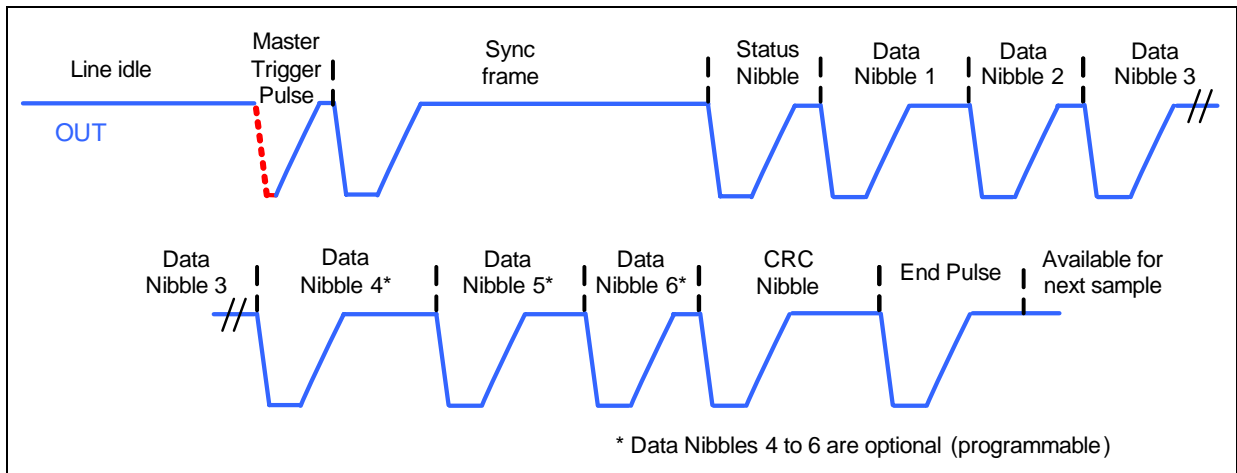 Line idle
Master
Trigger
Pulse
Sync
frame
Status
Nibble
Data
Nibble 1
Data
Nibble 2
Data
Nibble 3
OUT
Data
Nibble 3
Data
Nibble 4*
Data
Nibble 5*
Data
Nibble 6*
CRC
Nibble
End Pulse
Available for
next sample
* Data Nibbles 4 to 6 are optional (programmable)